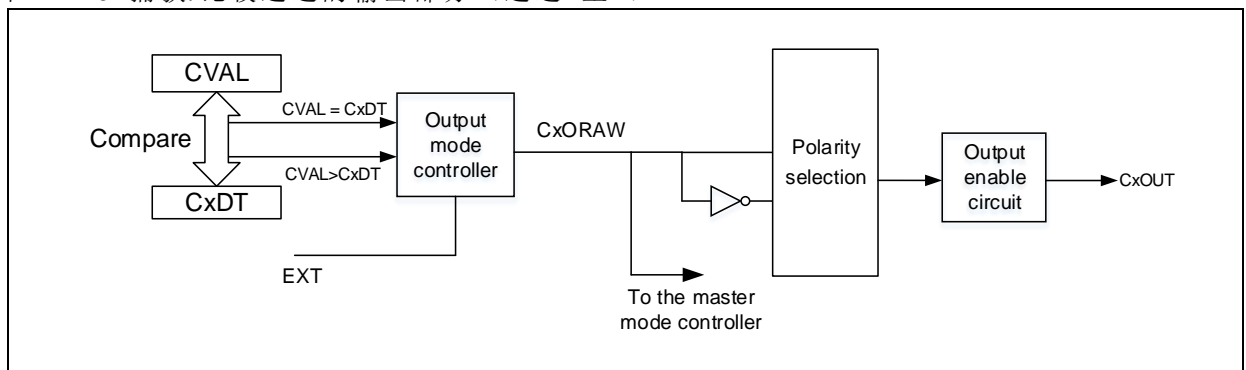 CVAL
Compare
CxDT
CVAL = CxDT
CVAL>CxDT
EXT
Output
mode
controller
CxORAW
To the master
mode controller
Polarity
selection
Output
enable
circuit
CxOUT